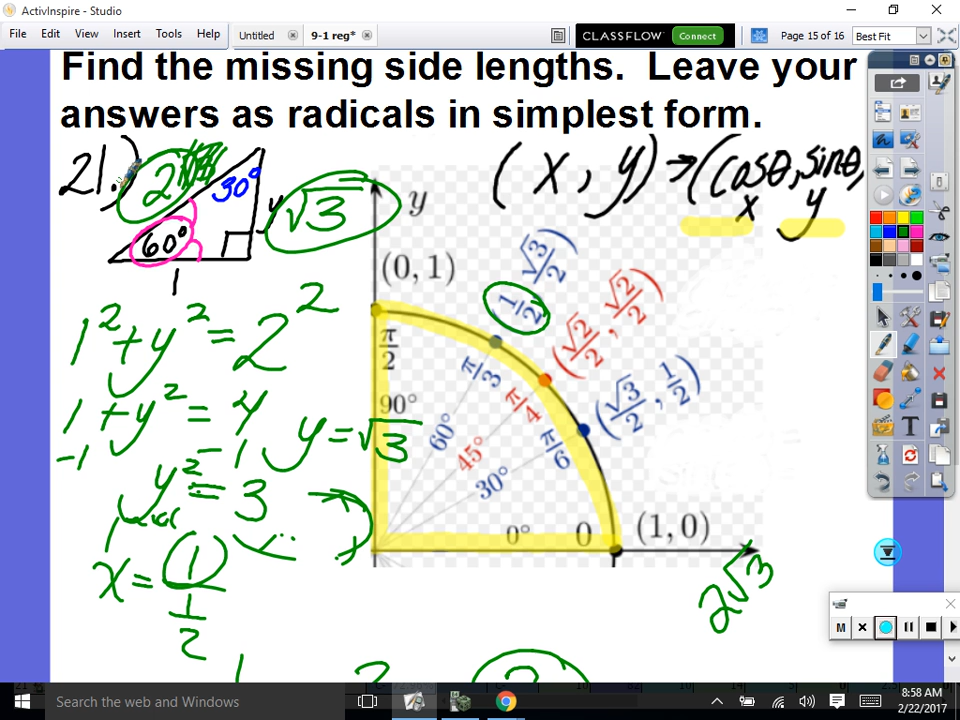 ActivInspire - Studio
File Edit View Insert Tools Help Untitled 9-1 reg* CLASSFLOW Connect Page 15 of 16 Best Fit
Find the missing side lengths. Leave your
answers as radicals in simplest form.
21.) 2 30° y √3
60°
1
(x, y) → (cosθ, sinθ,
x y
y
(0, 1)
1/2 √3/2)
(√2/2, √2/2)
(√3/2, 1/2)
π/2 π/3 π/4 π/6
90° 60° 45° 30° 0° 0 (1, 0)
1² + y² = 2²
1 + y² = 4
-1 -1 y = √3
y² = 3
x = 1/(1/2)
2√3
M
T
Search the web and Windows
8:58 AM
2/22/2017